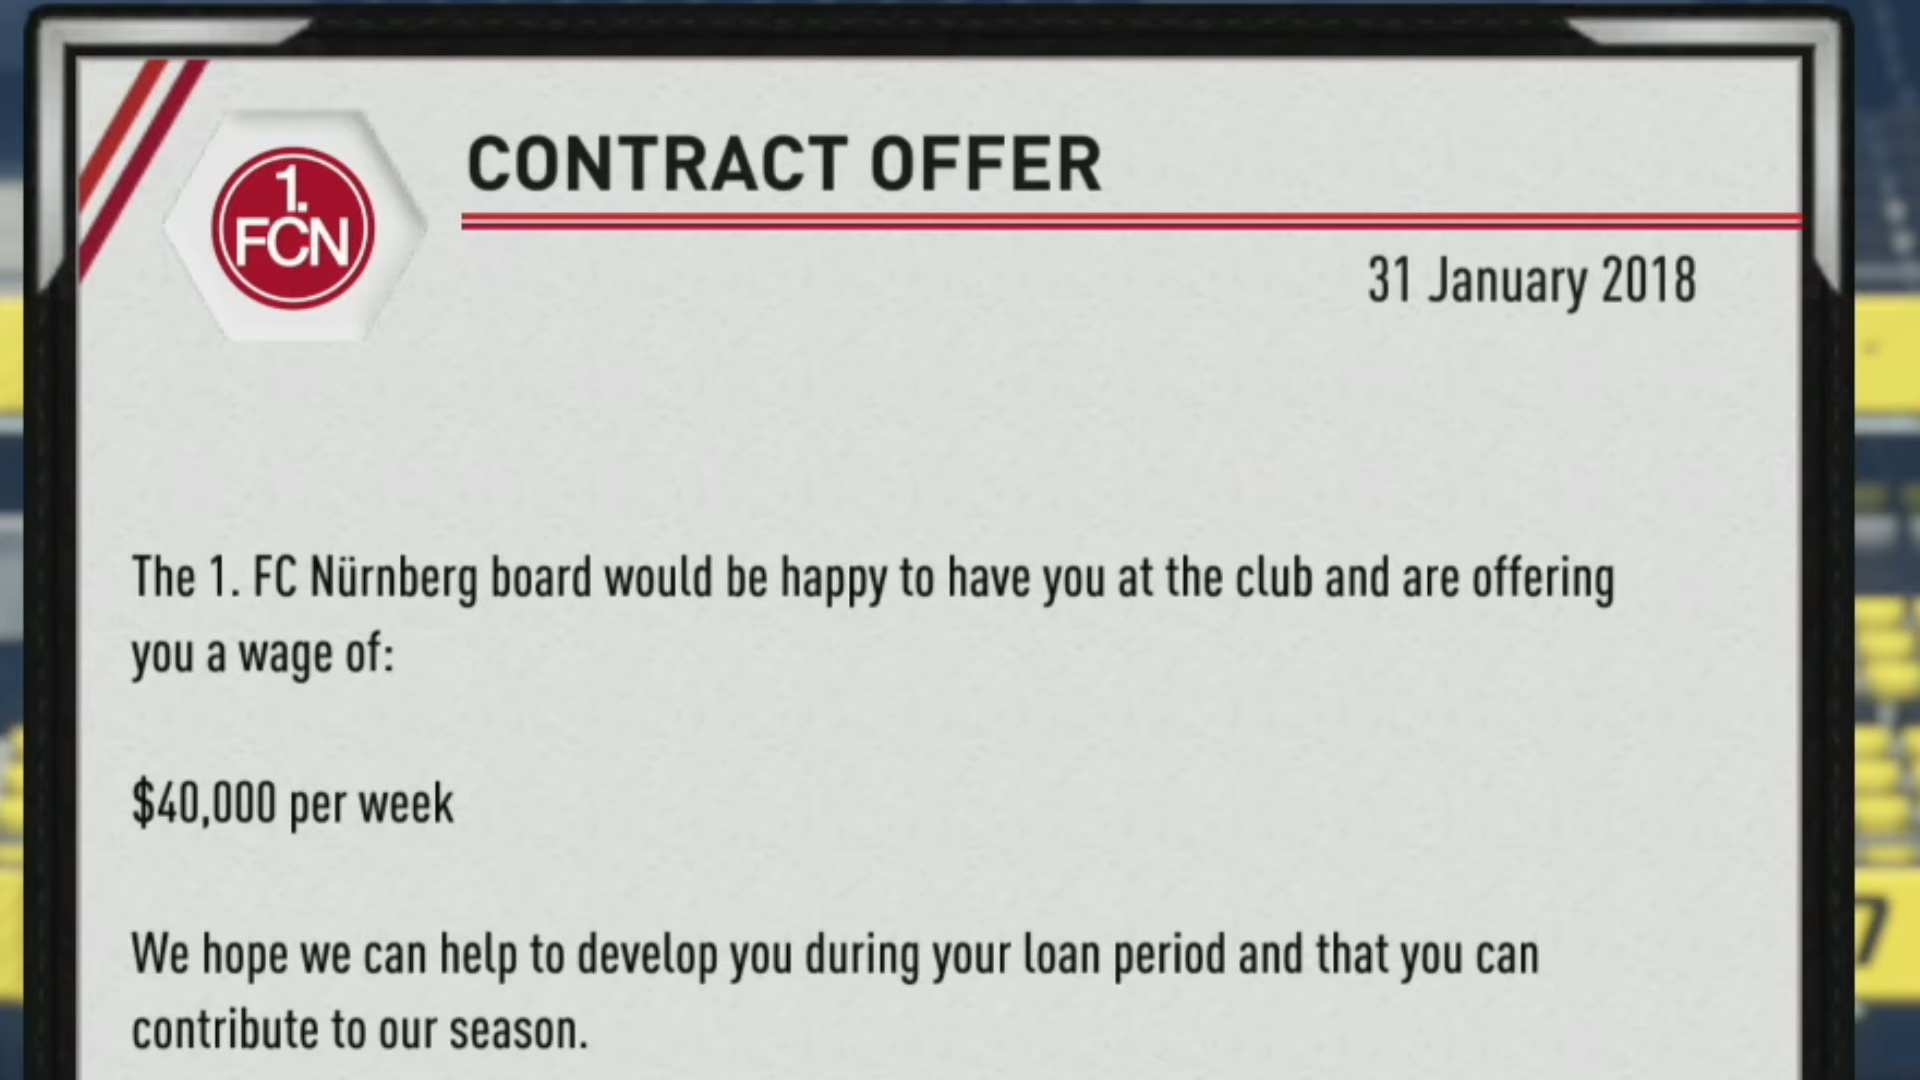 1.
FCN
CONTRACT OFFER
31 January 2018
The 1. FC Nürnberg board would be happy to have you at the club and are offering
you a wage of:
$40,000 per week
We hope we can help to develop you during your loan period and that you can
contribute to our season.
7